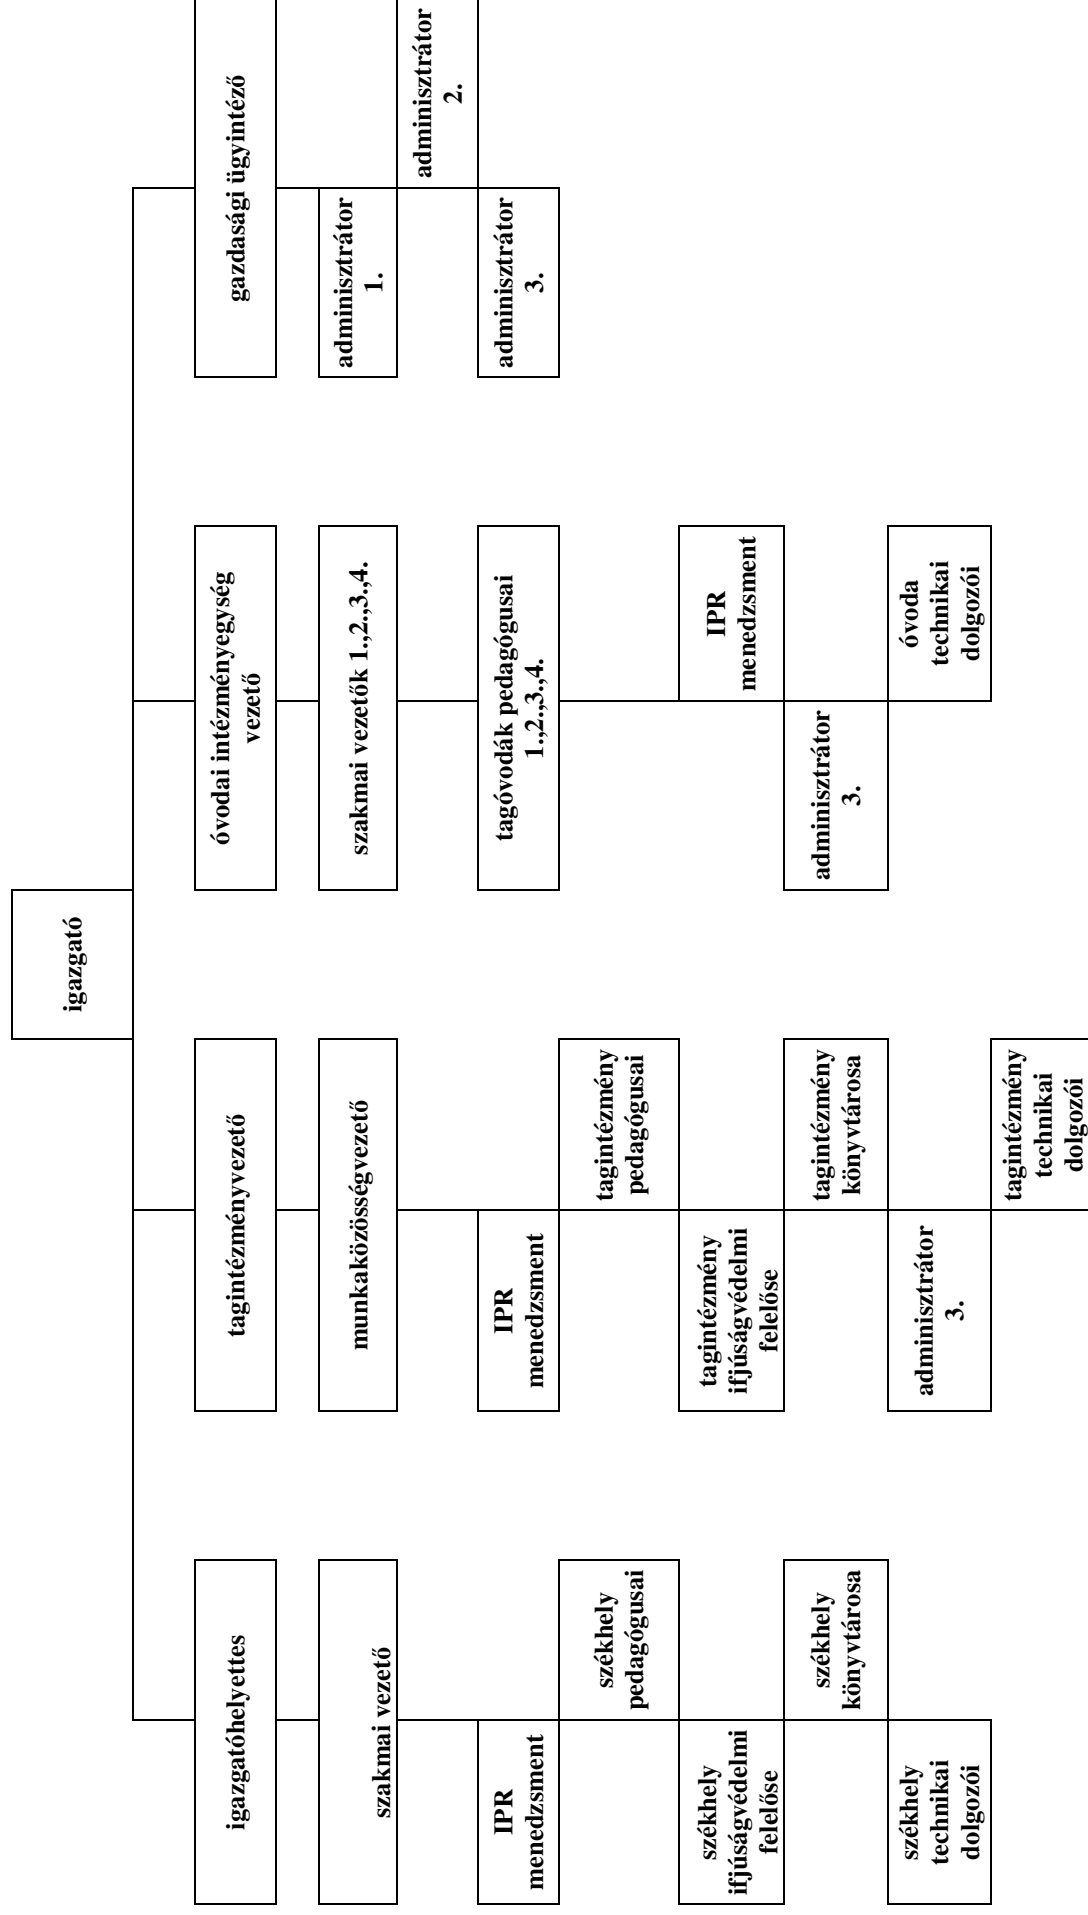 igazgató
igazgatóhelyettes
tagintézményvezető
óvodai intézményegység
vezető
gazdasági ügyintéző
szakmai vezető
munkaközösségvezető
szakmai vezetők 1.,2.,3.,4.
adminisztrátor
1.
adminisztrátor
2.
IPR
menedzsment
IPR
menedzsment
tagóvodák pedagógusai
1.,2.,3.,4.
adminisztrátor
3.
székhely
pedagógusai
tagintézmény
pedagógusai
székhely
ifjúságvédelmi
felelőse
tagintézmény
ifjúságvédelmi
felelőse
IPR
menedzsment
székhely
könyvtárosa
tagintézmény
könyvtárosa
adminisztrátor
3.
székhely
technikai
dolgozói
adminisztrátor
3.
óvoda
technikai
dolgozói
tagintézmény
technikai
dolgozói